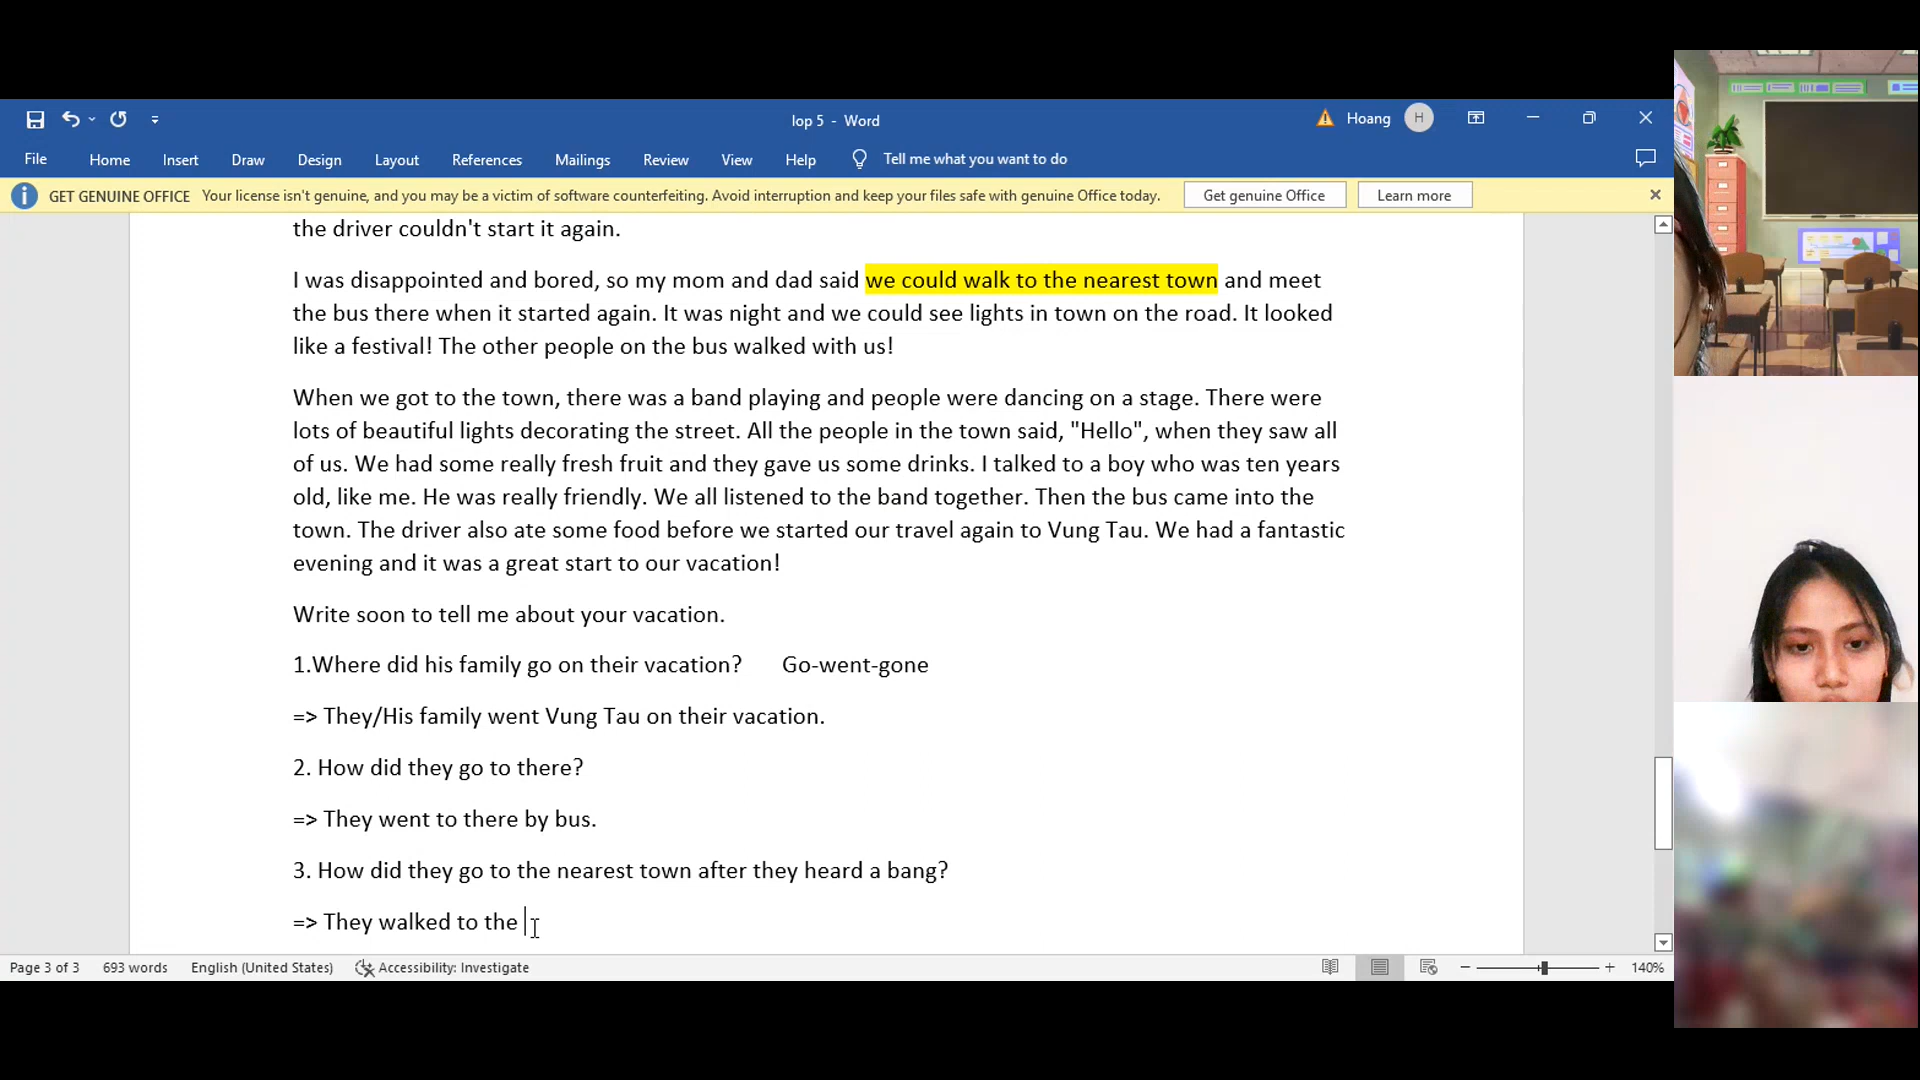 lop 5 - Word
Hoang
H
File Home Insert Draw Design Layout References Mailings Review View Help Tell me what you want to do
GET GENUINE OFFICE Your license isn't genuine, and you may be a victim of software counterfeiting. Avoid interruption and keep your files safe with genuine Office today. Get genuine Office Learn more
the driver couldn't start it again.
I was disappointed and bored, so my mom and dad said we could walk to the nearest town and meet
the bus there when it started again. It was night and we could see lights in town on the road. It looked
like a festival! The other people on the bus walked with us!
When we got to the town, there was a band playing and people were dancing on a stage. There were
lots of beautiful lights decorating the street. All the people in the town said, "Hello", when they saw all
of us. We had some really fresh fruit and they gave us some drinks. I talked to a boy who was ten years
old, like me. He was really friendly. We all listened to the band together. Then the bus came into the
town. The driver also ate some food before we started our travel again to Vung Tau. We had a fantastic
evening and it was a great start to our vacation!
Write soon to tell me about your vacation.
1.Where did his family go on their vacation? Go-went-gone
=> They/His family went Vung Tau on their vacation.
2. How did they go to there?
=> They went to there by bus.
3. How did they go to the nearest town after they heard a bang?
=> They walked to the
Page 3 of 3 693 words English (United States) Accessibility: Investigate 140%